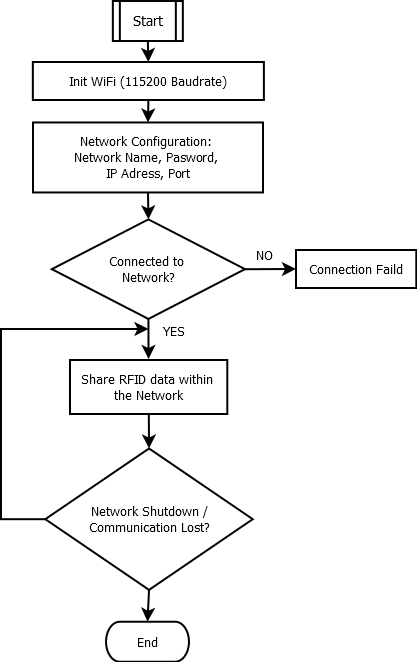 Start
Init WiFi (115200 Baudrate)
Network Configuration:
Network Name, Pasword,
IP Adress, Port
Connected to
Network?
NO
Connection Faild
YES
Share RFID data within
the Network
Network Shutdown /
Communication Lost?
End